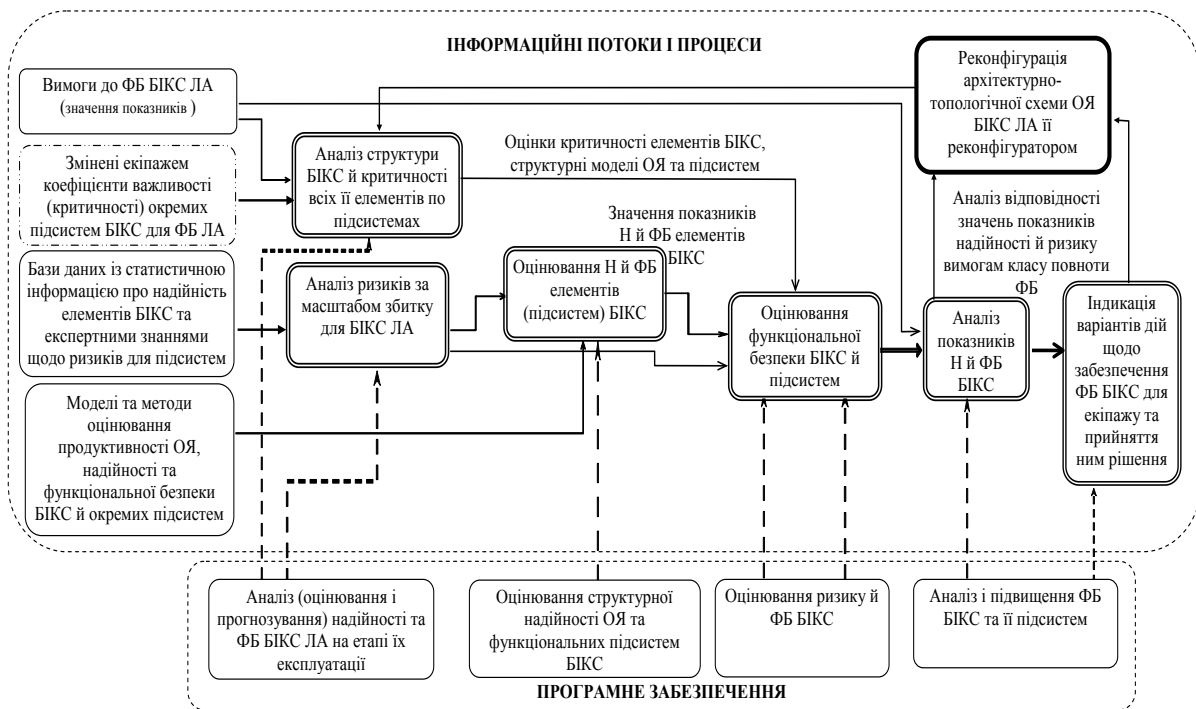 ІНФОРМАЦІЙНІ ПОТОКИ І ПРОЦЕСИ
Вимоги до ФБ БІКС ЛА
(значення показників )
Змінені екіпажем
коефіцієнти важливості
(критичності) окремих
підсистем БІКС для ФБ ЛА
Бази даних із статистичною
інформацією про надійність
елементів БІКС та
експертними знаннями
щодо ризиків для підсистем
Моделі та методи
оцінювання
продуктивності ОЯ,
надійності та
функціональної безпеки
БІКС й окремих підсистем
Аналіз структури
БІКС й критичності
всіх її елементів по
підсистемах
Аналіз ризиків за
масштабом збитку
для БІКС ЛА
Оцінки критичності елементів БІКС,
структурні моделі ОЯ та підсистем
Значення показників
Н й ФБ елементів
БІКС
Оцінювання Н й ФБ
елементів
(підсистем) БІКС
Оцінювання
функціональної
безпеки БІКС й
підсистем
Реконфігурація
архітектурно-
топологічної схеми ОЯ
БІКС ЛА її
реконфігуратором
Аналіз відповідності
значень показників
надійності й ризику
вимогам класу повноти
ФБ
Аналіз
показників
Н й ФБ
БІКС
Індикація
варіантів дій
щодо
забезпечення
ФБ БІКС для
екіпажу та
прийняття
ним рішення
Аналіз (оцінювання і
прогнозування) надійності та
ФБ БІКС ЛА на етапі їх
експлуатації
Оцінювання структурної
надійності ОЯ та
функціональних підсистем
БІКС
Оцінювання ризику й
ФБ БІКС
Аналіз і підвищення ФБ
БІКС та її підсистем
ПРОГРАМНЕ ЗАБЕЗПЕЧЕННЯ